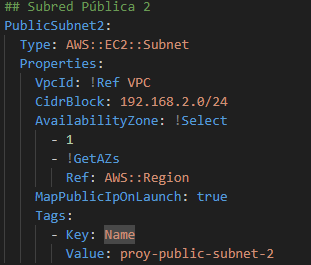 ## Subred Pública 2
PublicSubnet2:
  Type: AWS::EC2::Subnet
  Properties:
    VpcId: !Ref VPC
    CidrBlock: 192.168.2.0/24
    AvailabilityZone: !Select
      - 1
      - !GetAZs
        Ref: AWS::Region
    MapPublicIpOnLaunch: true
    Tags:
      - Key: Name
        Value: proy-public-subnet-2